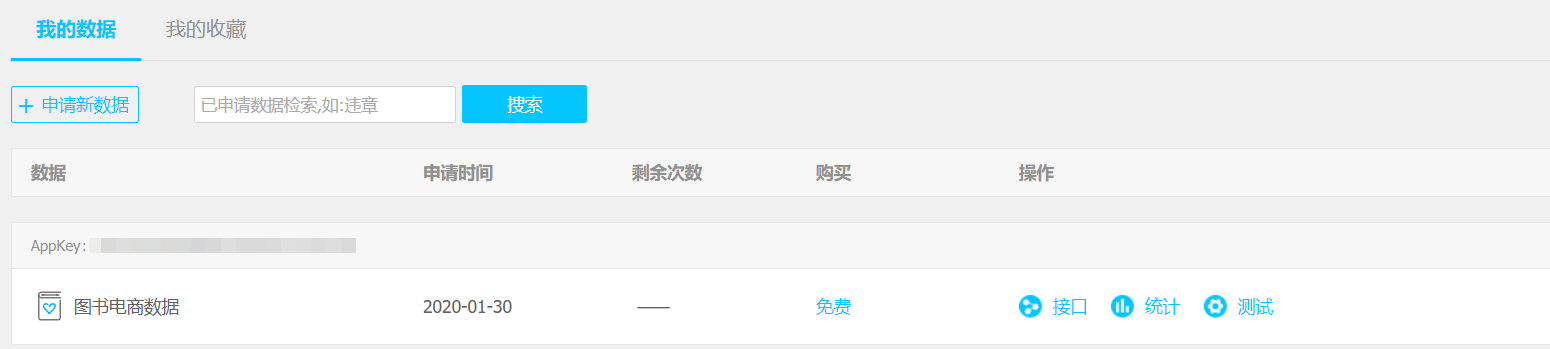 我的数据 我的收藏
+ 申请新数据 已申请数据检索,如:违章 搜索
数据 申请时间 剩余次数 购买 操作
AppKey:
图书电商数据 2020-01-30 —— 免费 接口 统计 测试